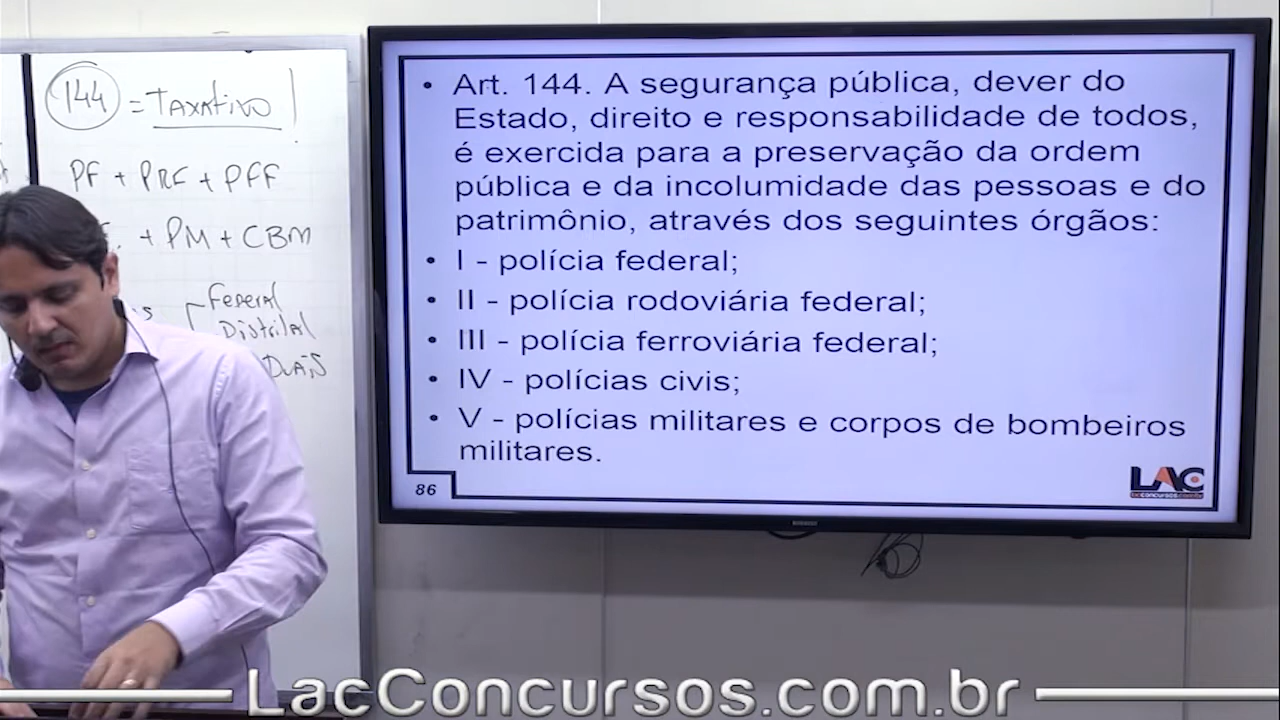 144 = TAXATIVO!
PF + PRF + PFF
+ PM + CBM
FEDERAL
DISTRITAL
• Art. 144. A segurança pública, dever do
Estado, direito e responsabilidade de todos,
é exercida para a preservação da ordem
pública e da incolumidade das pessoas e do
patrimônio, através dos seguintes órgãos:
• I - polícia federal;
• II - polícia rodoviária federal;
• III - polícia ferroviária federal;
• IV - polícias civis;
• V - polícias militares e corpos de bombeiros
militares.
86
LAC
lacconcursos.com.br
LacConcursos.com.br